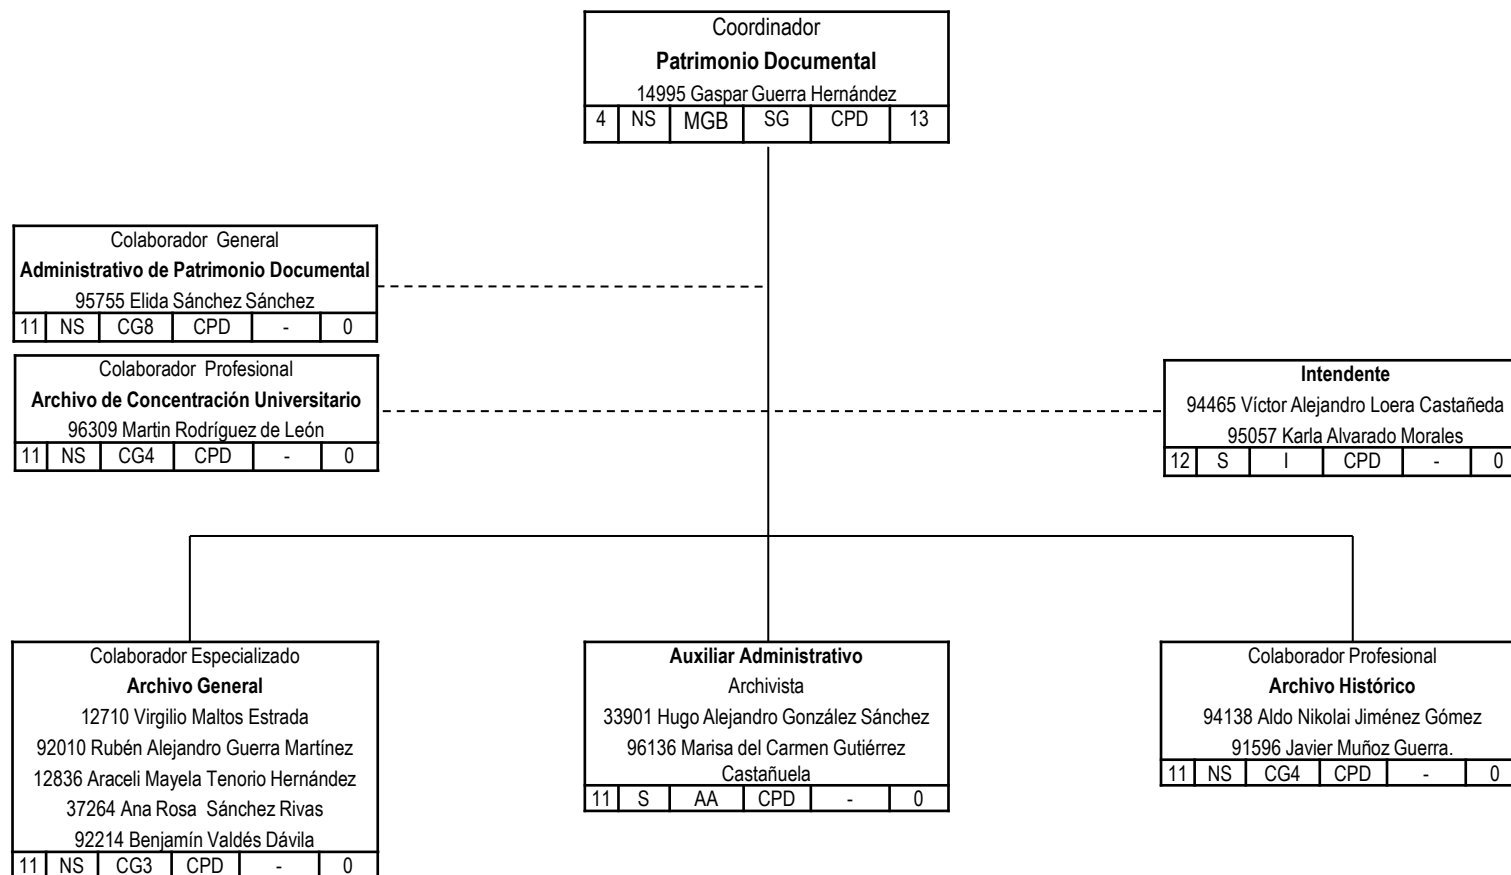 Coordinador
Patrimonio Documental
14995 Gaspar Guerra Hernández
4 NS MGB SG CPD 13
Colaborador General
Administrativo de Patrimonio Documental
95755 Elida Sánchez Sánchez
11 NS CG8 CPD - 0
Colaborador Profesional
Archivo de Concentración Universitario
96309 Martin Rodríguez de León
11 NS CG4 CPD - 0
Intendente
94465 Víctor Alejandro Loera Castañeda
95057 Karla Alvarado Morales
12 S I CPD - 0
Colaborador Especializado
Archivo General
12710 Virgilio Maltos Estrada
92010 Rubén Alejandro Guerra Martínez
12836 Araceli Mayela Tenorio Hernández
37264 Ana Rosa Sánchez Rivas
92214 Benjamín Valdés Dávila
11 NS CG3 CPD - 0
Auxiliar Administrativo
Archivista
33901 Hugo Alejandro González Sánchez
96136 Marisa del Carmen Gutiérrez
Castañuela
11 S AA CPD - 0
Colaborador Profesional
Archivo Histórico
94138 Aldo Nikolai Jiménez Gómez
91596 Javier Muñoz Guerra.
11 NS CG4 CPD - 0